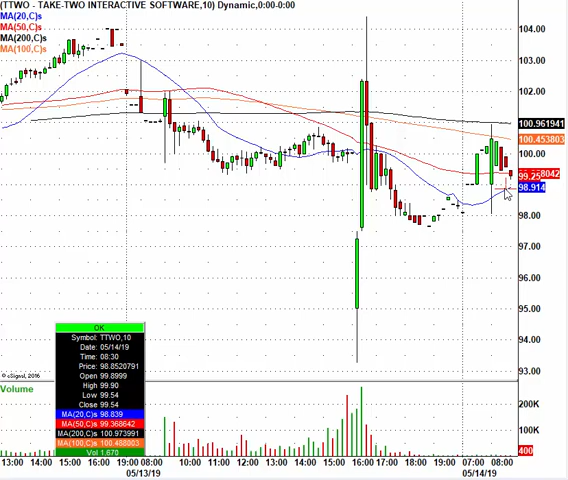 (TTWO - TAKE-TWO INTERACTIVE SOFTWARE,10) Dynamic,0:00-0:00
MA(20,C)s
MA(50,C)s
MA(200,C)s
MA(100,C)s
104.00
103.00
102.00
100.961941
100.453803
100.00
99.25
98.914
98.00
97.00
96.00
95.00
94.00
93.00
OK
Symbol: TTWO,10
Date: 05/14/19
Time: 08:30
Price: 98.8520791
Open 99.8999
High 99.90
Low 99.54
Close 99.54
MA(20,C)s 98.839
MA(50,C)s 99.368642
MA(200,C)s 100.973991
MA(100,C)s 100.488003
Vol 1.670
© eSignal, 2016
Volume
200K
100K
400
13:00 14:00 15:00 16:00 19:00 08:00 10:00 11:00 12:00 13:00 14:00 15:00 16:00 17:00 18:00 19:00 07:00 08:00
05/13/19 05/14/19